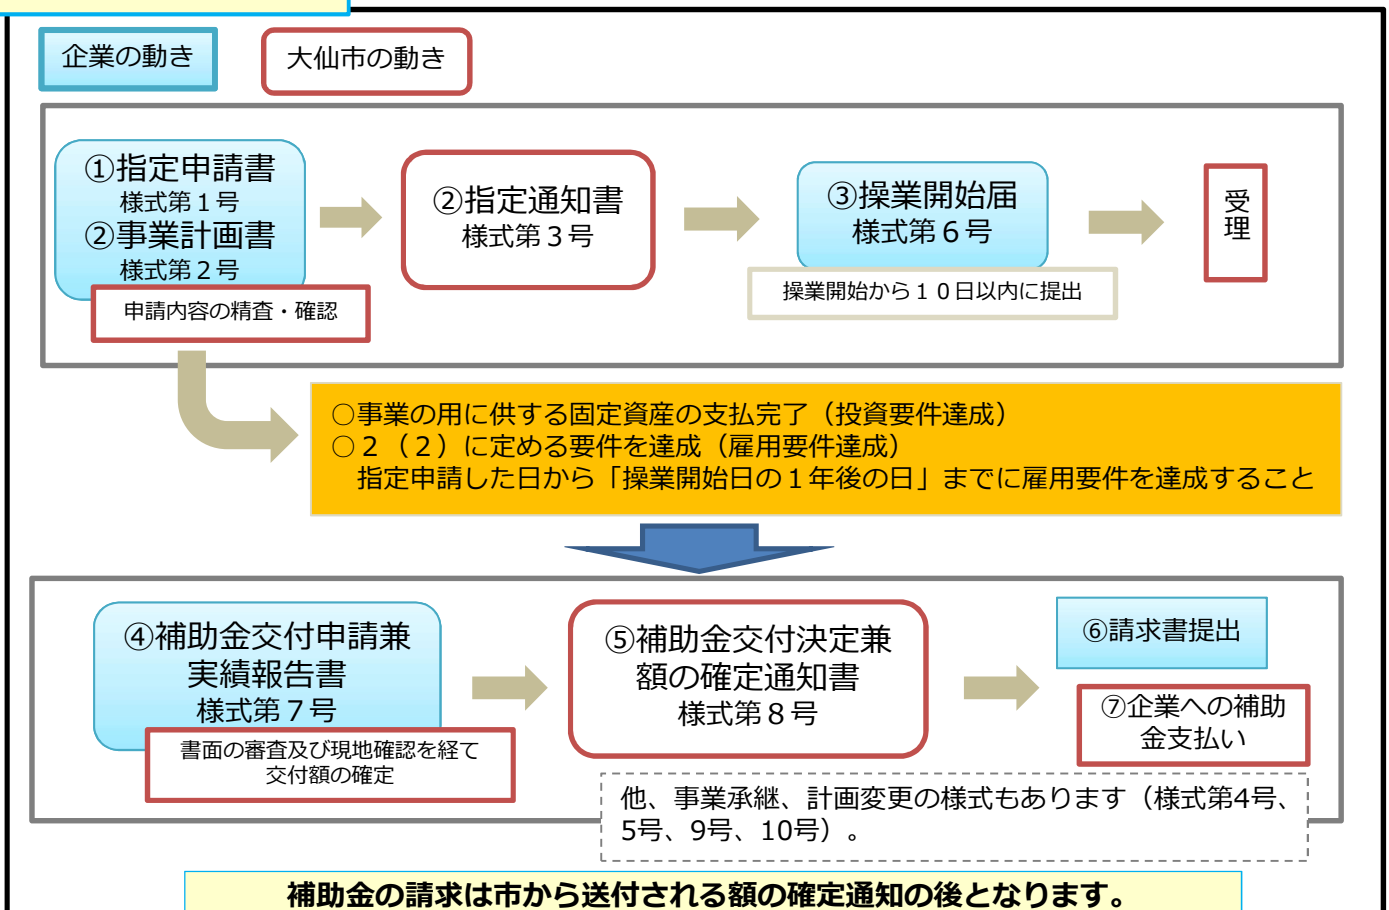 企業の動き
大仙市の動き
①指定申請書
様式第１号
②事業計画書
様式第２号
申請内容の精査・確認
②指定通知書
様式第３号
③操業開始届
様式第６号
操業開始から１０日以内に提出
受理
○事業の用に供する固定資産の支払完了（投資要件達成）
○２（２）に定める要件を達成（雇用要件達成）
指定申請した日から「操業開始日の１年後の日」までに雇用要件を達成すること
④補助金交付申請兼
実績報告書
様式第７号
書面の審査及び現地確認を経て
交付額の確定
⑤補助金交付決定兼
額の確定通知書
様式第８号
⑥請求書提出
⑦企業への補助
金支払い
他、事業承継、計画変更の様式もあります（様式第4号、
5号、9号、10号）。
補助金の請求は市から送付される額の確定通知の後となります。